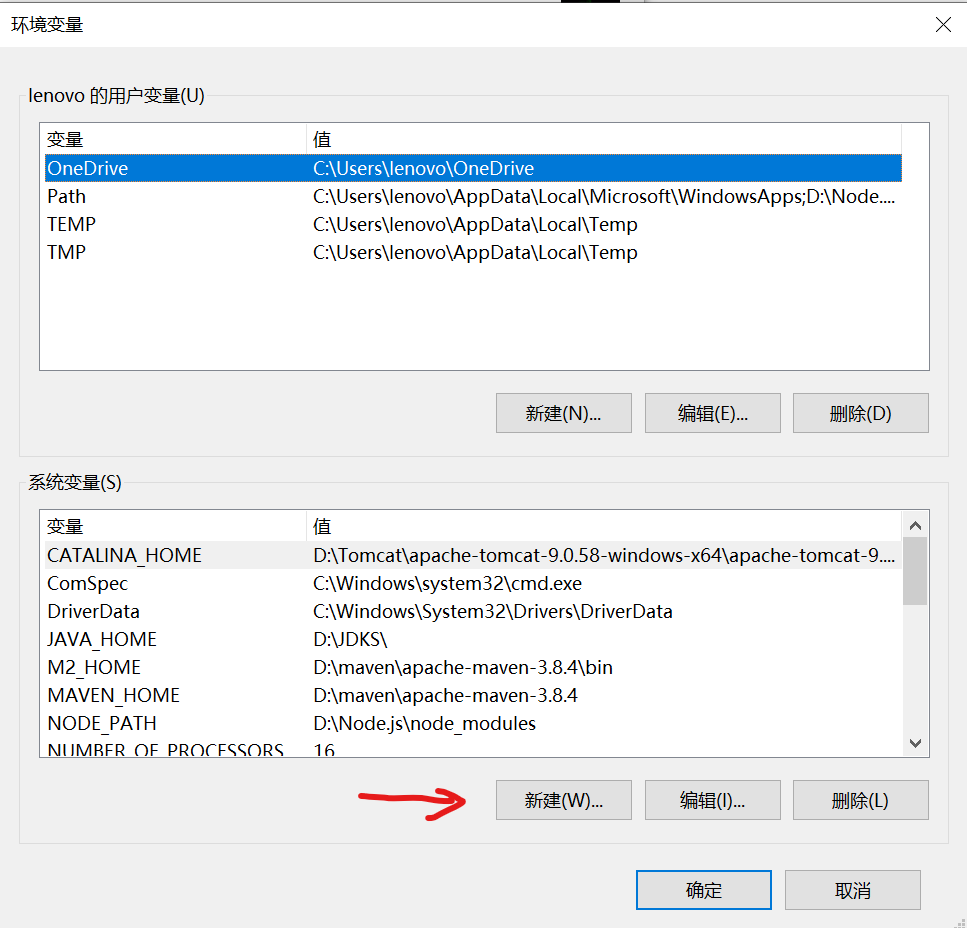 环境变量
lenovo 的用户变量(U)
变量 值
OneDrive C:\Users\lenovo\OneDrive
Path C:\Users\lenovo\AppData\Local\Microsoft\WindowsApps;D:\Node....
TEMP C:\Users\lenovo\AppData\Local\Temp
TMP C:\Users\lenovo\AppData\Local\Temp
新建(N)... 编辑(E)... 删除(D)
系统变量(S)
变量 值
CATALINA_HOME D:\Tomcat\apache-tomcat-9.0.58-windows-x64\apache-tomcat-9....
ComSpec C:\Windows\system32\cmd.exe
DriverData C:\Windows\System32\Drivers\DriverData
JAVA_HOME D:\JDKS\
M2_HOME D:\maven\apache-maven-3.8.4\bin
MAVEN_HOME D:\maven\apache-maven-3.8.4
NODE_PATH D:\Node.js\node_modules
NUMBER_OF_PROCESSORS 16
新建(W)... 编辑(I)... 删除(L)
确定 取消